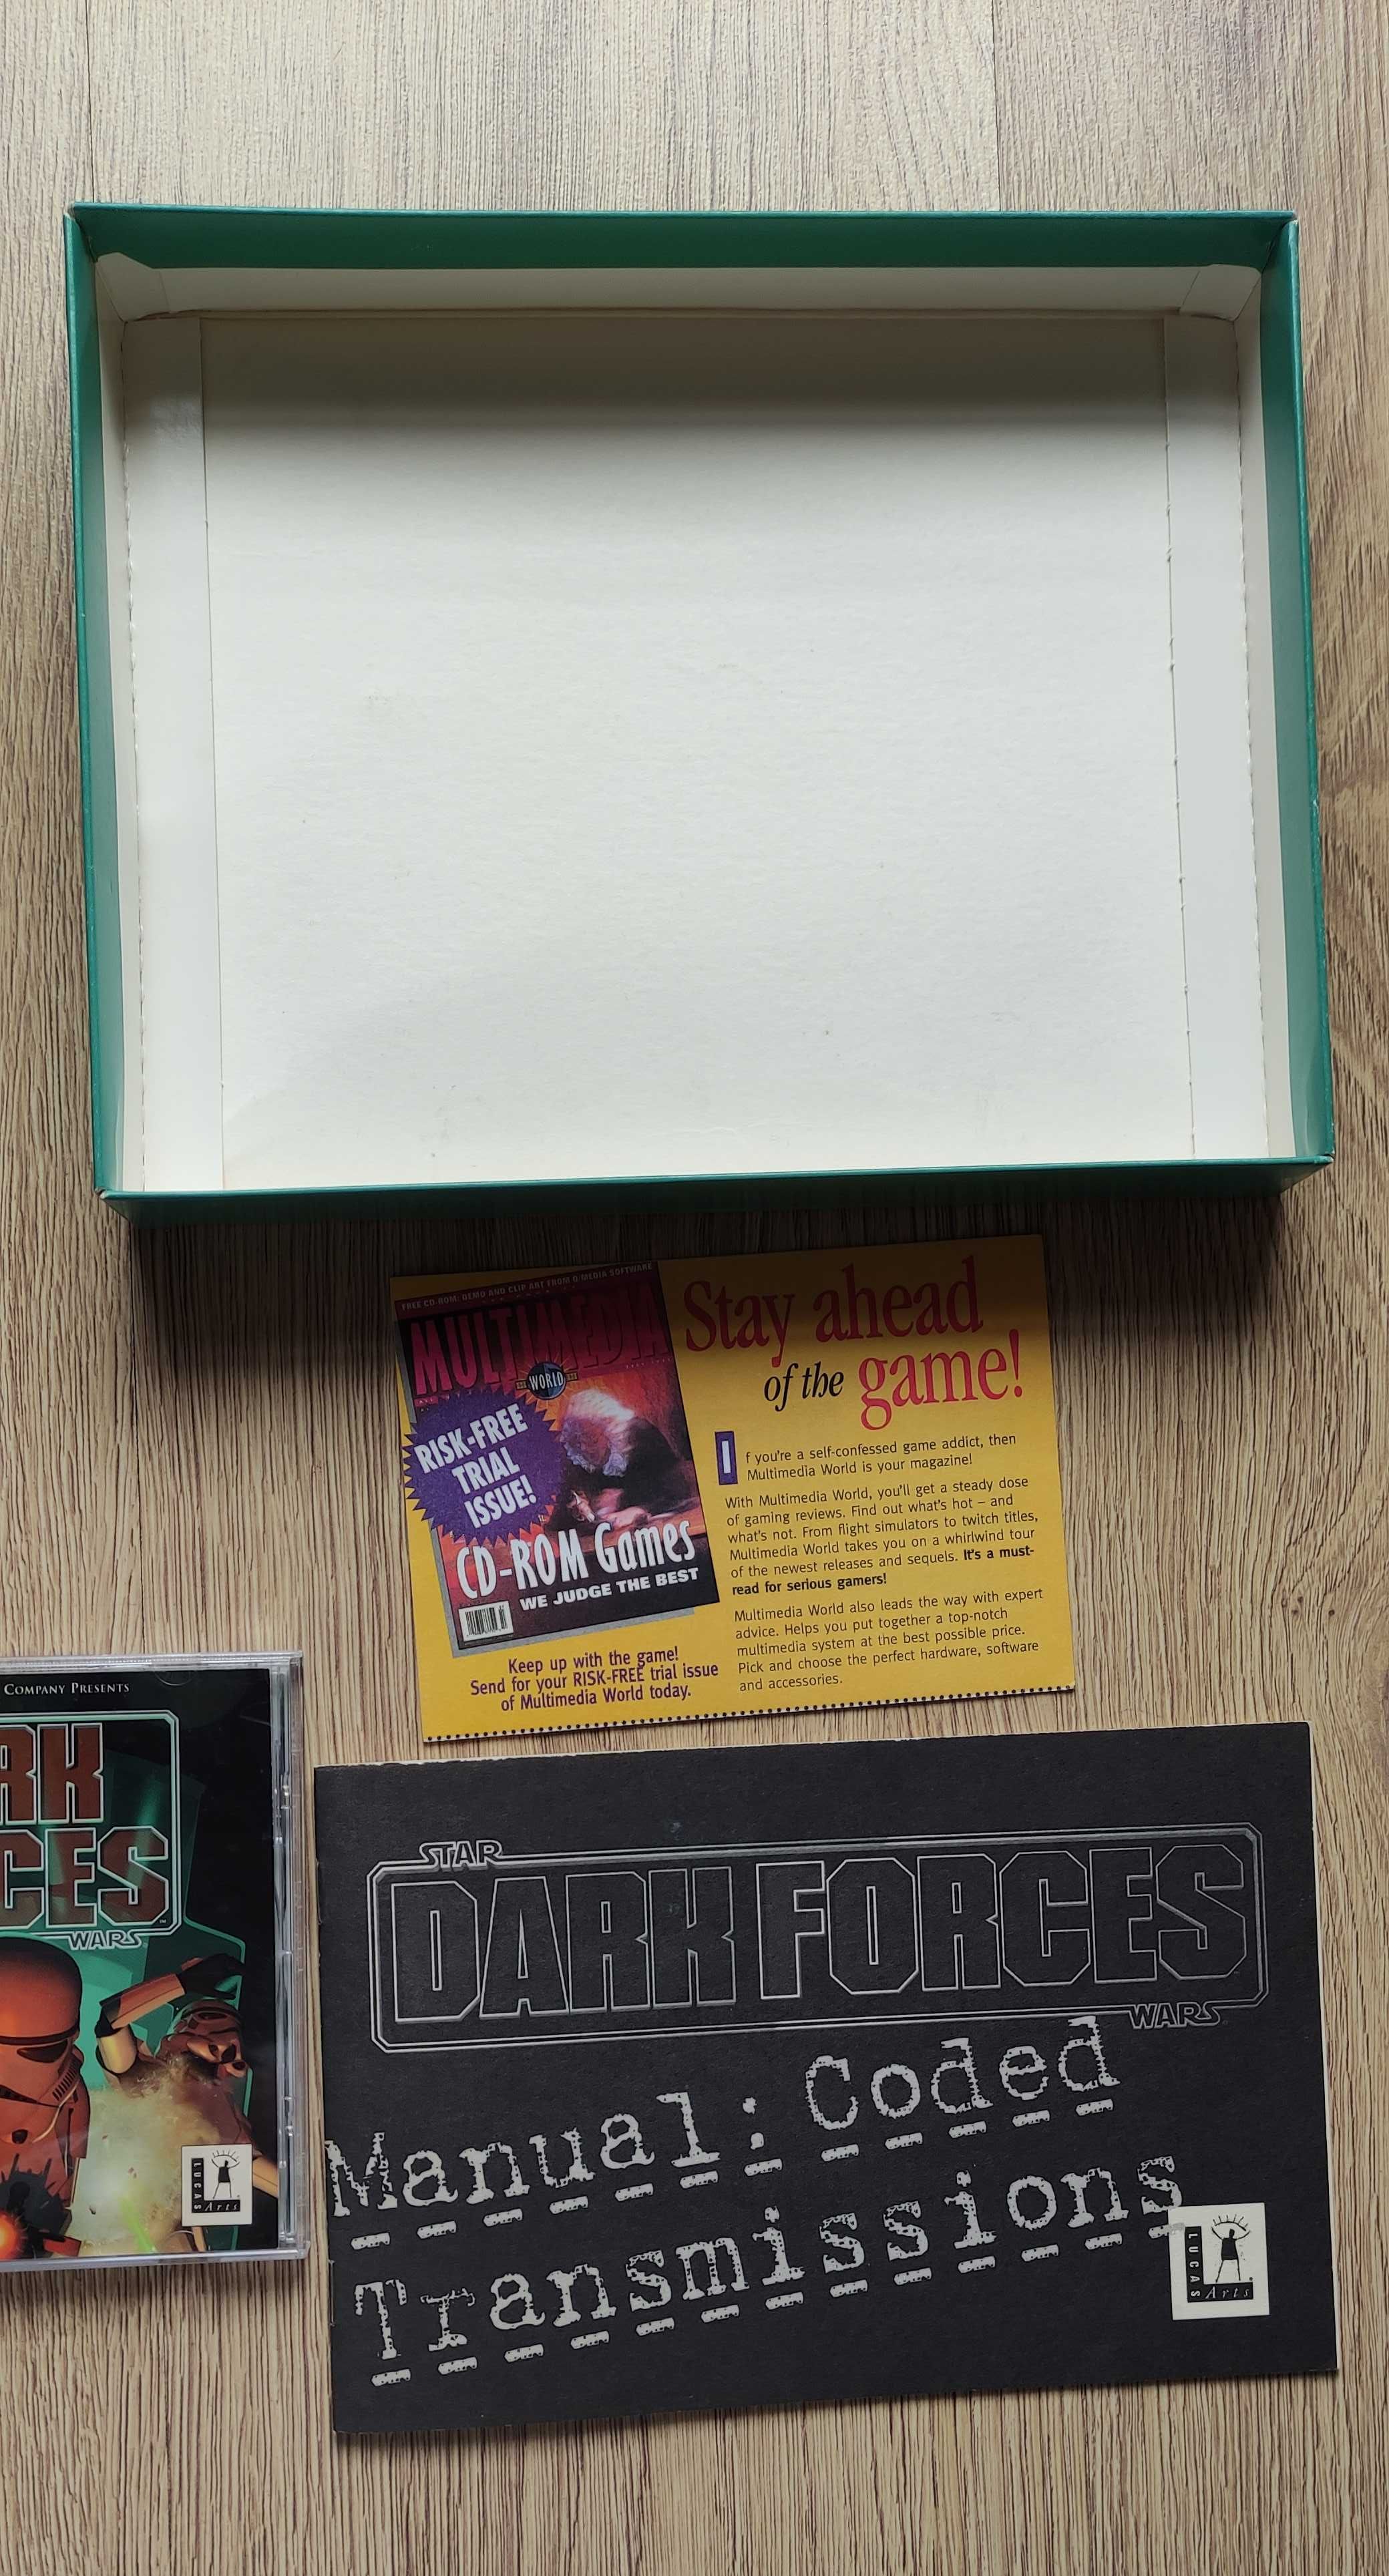 FREE CD-ROM: DEMO AND CLIP ART FROM Q-MEDIA SOFTWARE
MULTIMEDIA
WORLD
RISK-FREE
TRIAL
ISSUE!
CD-ROM Games
WE JUDGE THE BEST
Keep up with the game!
Send for your RISK-FREE trial issue
of Multimedia World today.
Stay ahead
of the game!
If you're a self-confessed game addict, then
Multimedia World is your magazine!
With Multimedia World, you'll get a steady dose
of gaming reviews. Find out what's hot – and
what's not. From flight simulators to twitch titles,
Multimedia World takes you on a whirlwind tour
of the newest releases and sequels. It's a must-
read for serious gamers!
Multimedia World also leads the way with expert
advice. Helps you put together a top-notch
multimedia system at the best possible price.
Pick and choose the perfect hardware, software
and accessories.
COMPANY PRESENTS
RK
CES
WARS
LUCAS
Arts
STAR
DARK FORCES
WARS
Manual: Coded
Transmissions
LUCAS
Arts